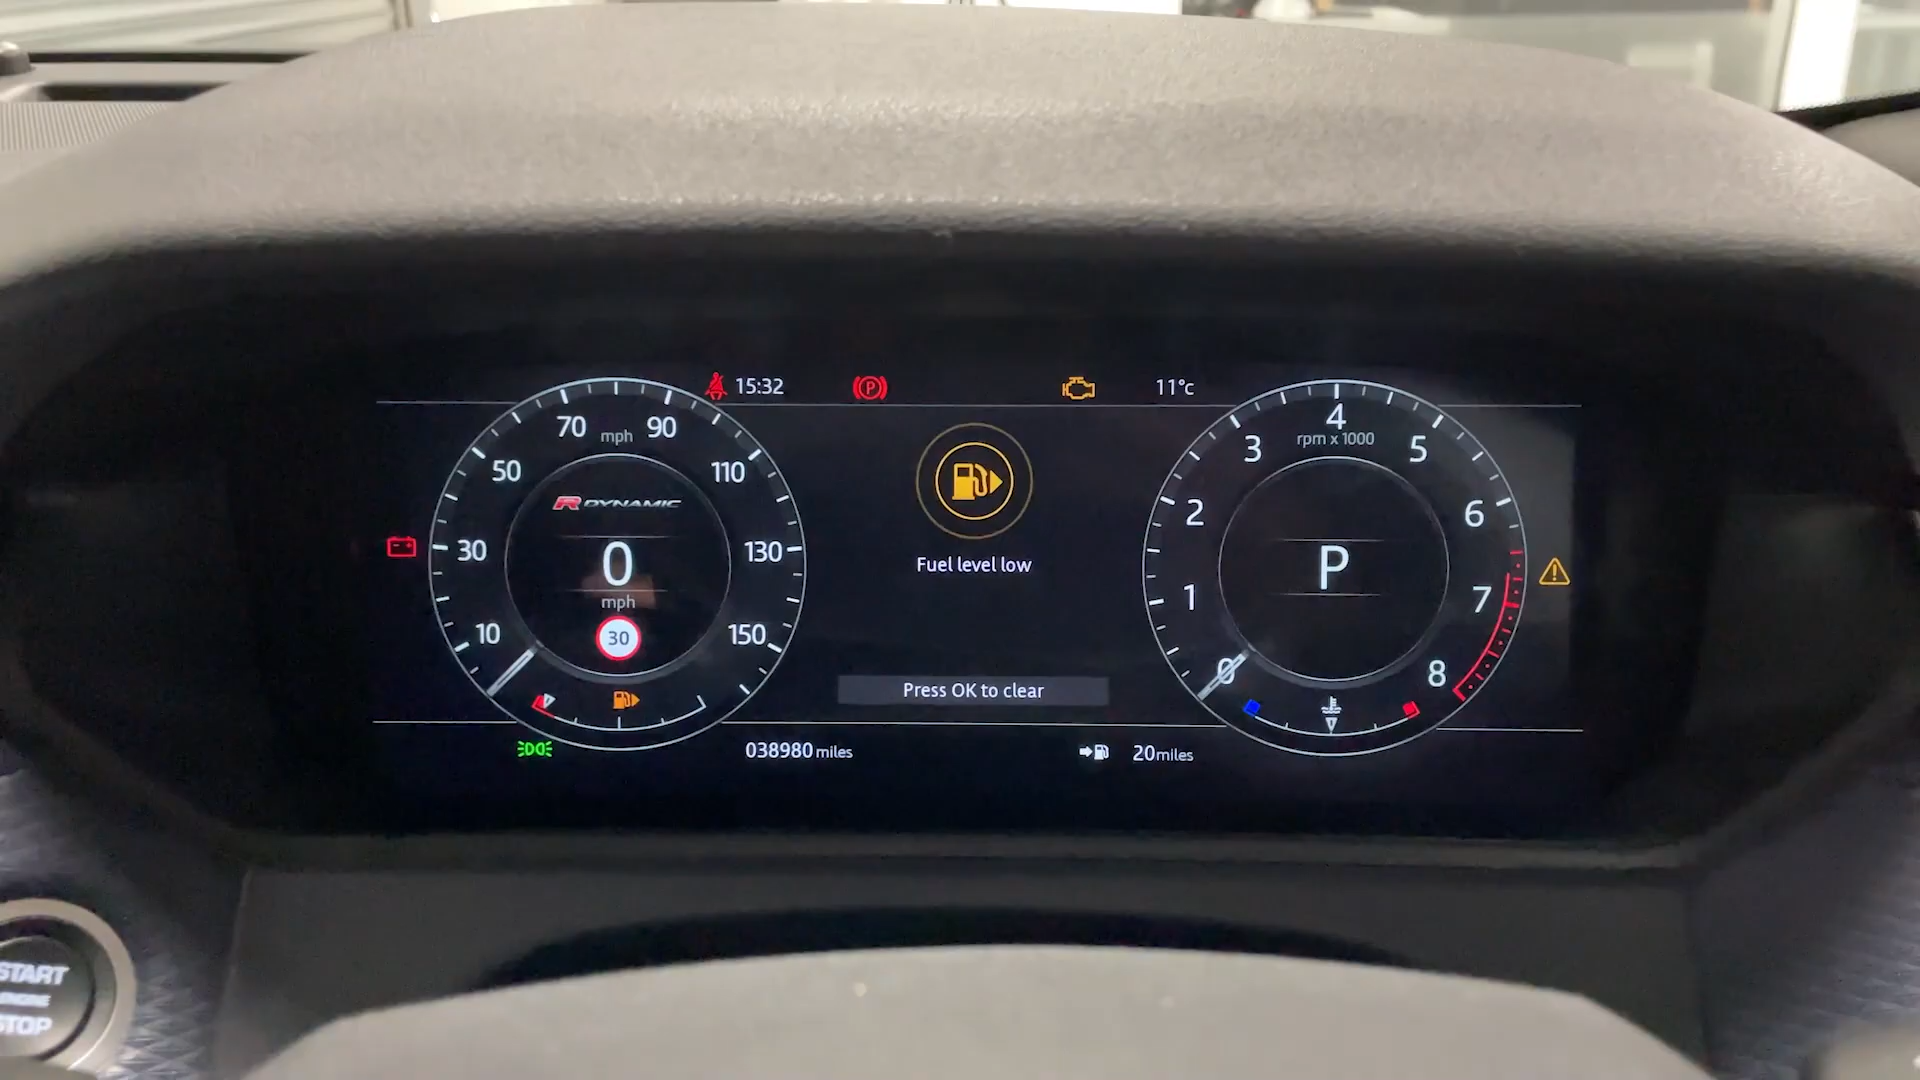 15:32
P
11°c
70 mph 90
50 110
R DYNAMIC
30 130
0
mph
10 150
30
Fuel level low
Press OK to clear
4
rpm x 1000
3 5
2 6
P
1 7
0 8
038980 miles
20 miles
START
ENGINE
STOP